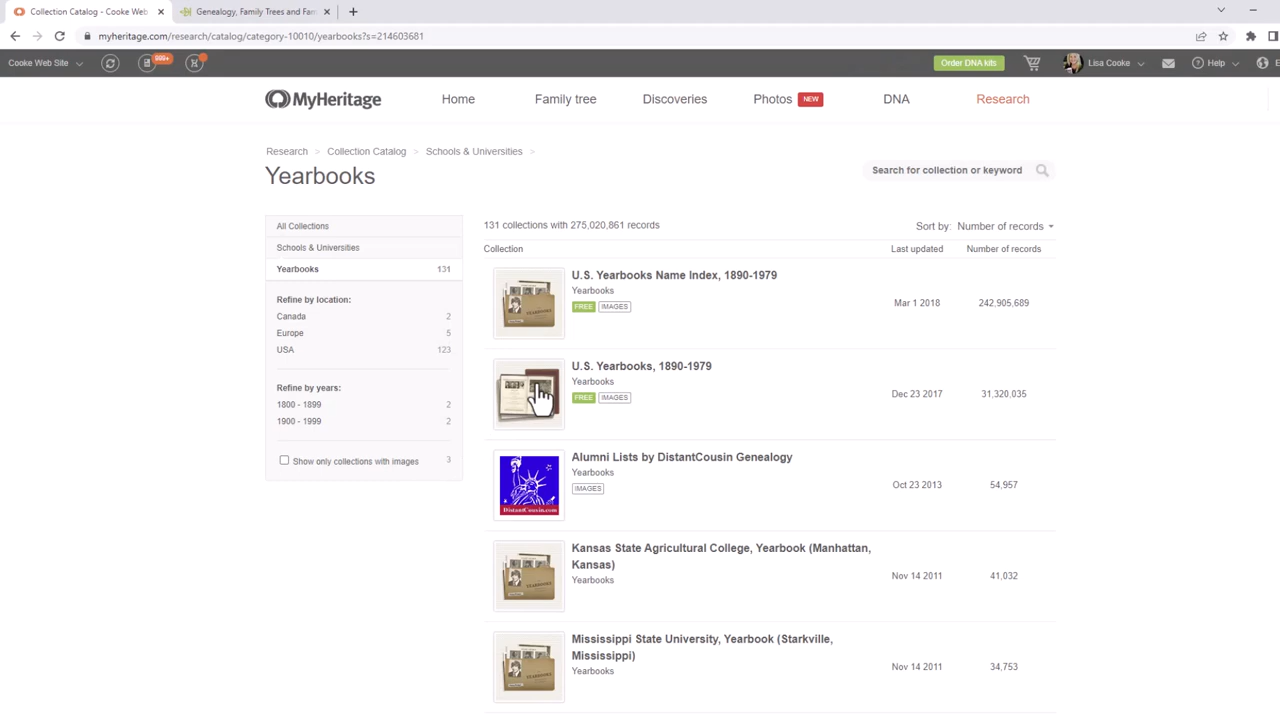 Collection Catalog - Cooke Web
Genealogy, Family Trees and Fam
myheritage.com/research/catalog/category-10010/yearbooks?s=214603681
Cooke Web Site
999+
Order DNA kits
Lisa Cooke
Help
E
MyHeritage
Home
Family tree
Discoveries
Photos NEW
DNA
Research
Research > Collection Catalog > Schools & Universities >
Yearbooks
Search for collection or keyword
All Collections
Schools & Universities
Yearbooks 131
Refine by location:
Canada 2
Europe 5
USA 123
Refine by years:
1800 - 1899 2
1900 - 1999 2
Show only collections with images 3
131 collections with 275,020,861 records
Sort by: Number of records
Collection Last updated Number of records
U.S. Yearbooks Name Index, 1890-1979
Yearbooks
FREE IMAGES
Mar 1 2018 242,905,689
U.S. Yearbooks, 1890-1979
Yearbooks
FREE IMAGES
Dec 23 2017 31,320,035
DistantCousin.com
Alumni Lists by DistantCousin Genealogy
Yearbooks
IMAGES
Oct 23 2013 54,957
YEARBOOKS
Kansas State Agricultural College, Yearbook (Manhattan,
Kansas)
Yearbooks
Nov 14 2011 41,032
YEARBOOKS
Mississippi State University, Yearbook (Starkville,
Mississippi)
Yearbooks
Nov 14 2011 34,753